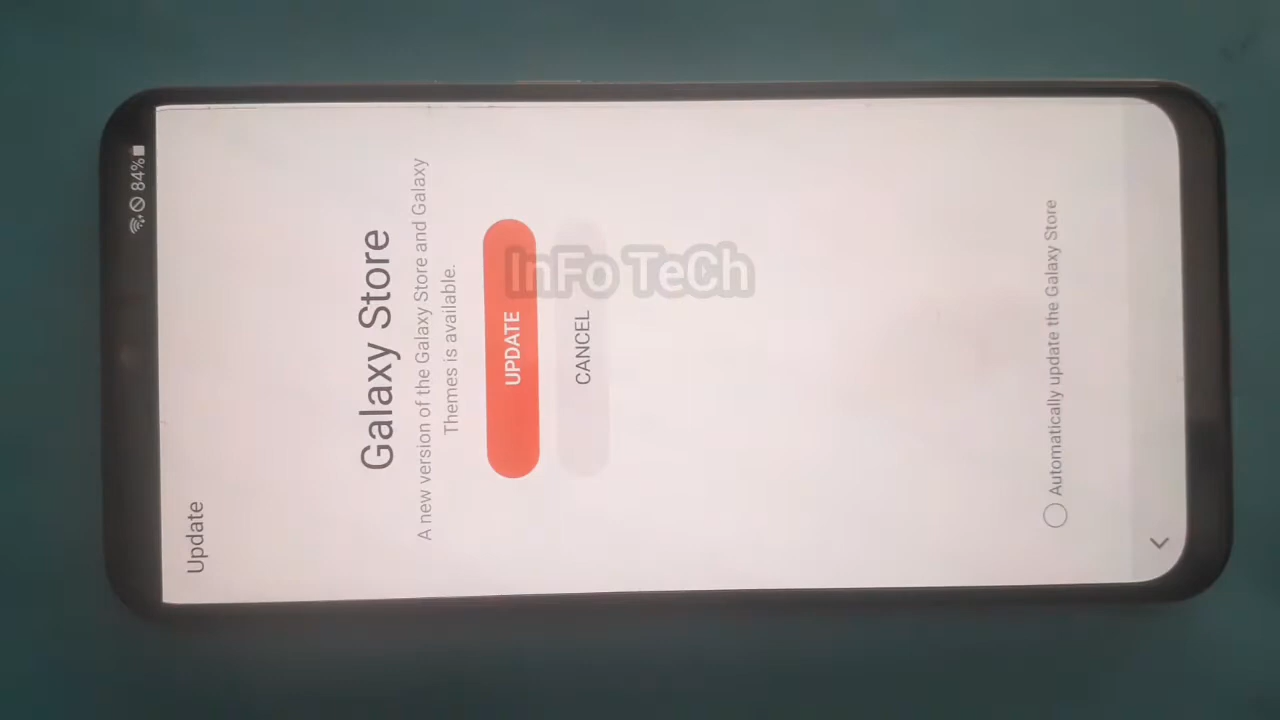 84%
Update
Galaxy Store
A new version of the Galaxy Store and Galaxy
Themes is available.
UPDATE
CANCEL
InFo TeCh
Automatically update the Galaxy Store